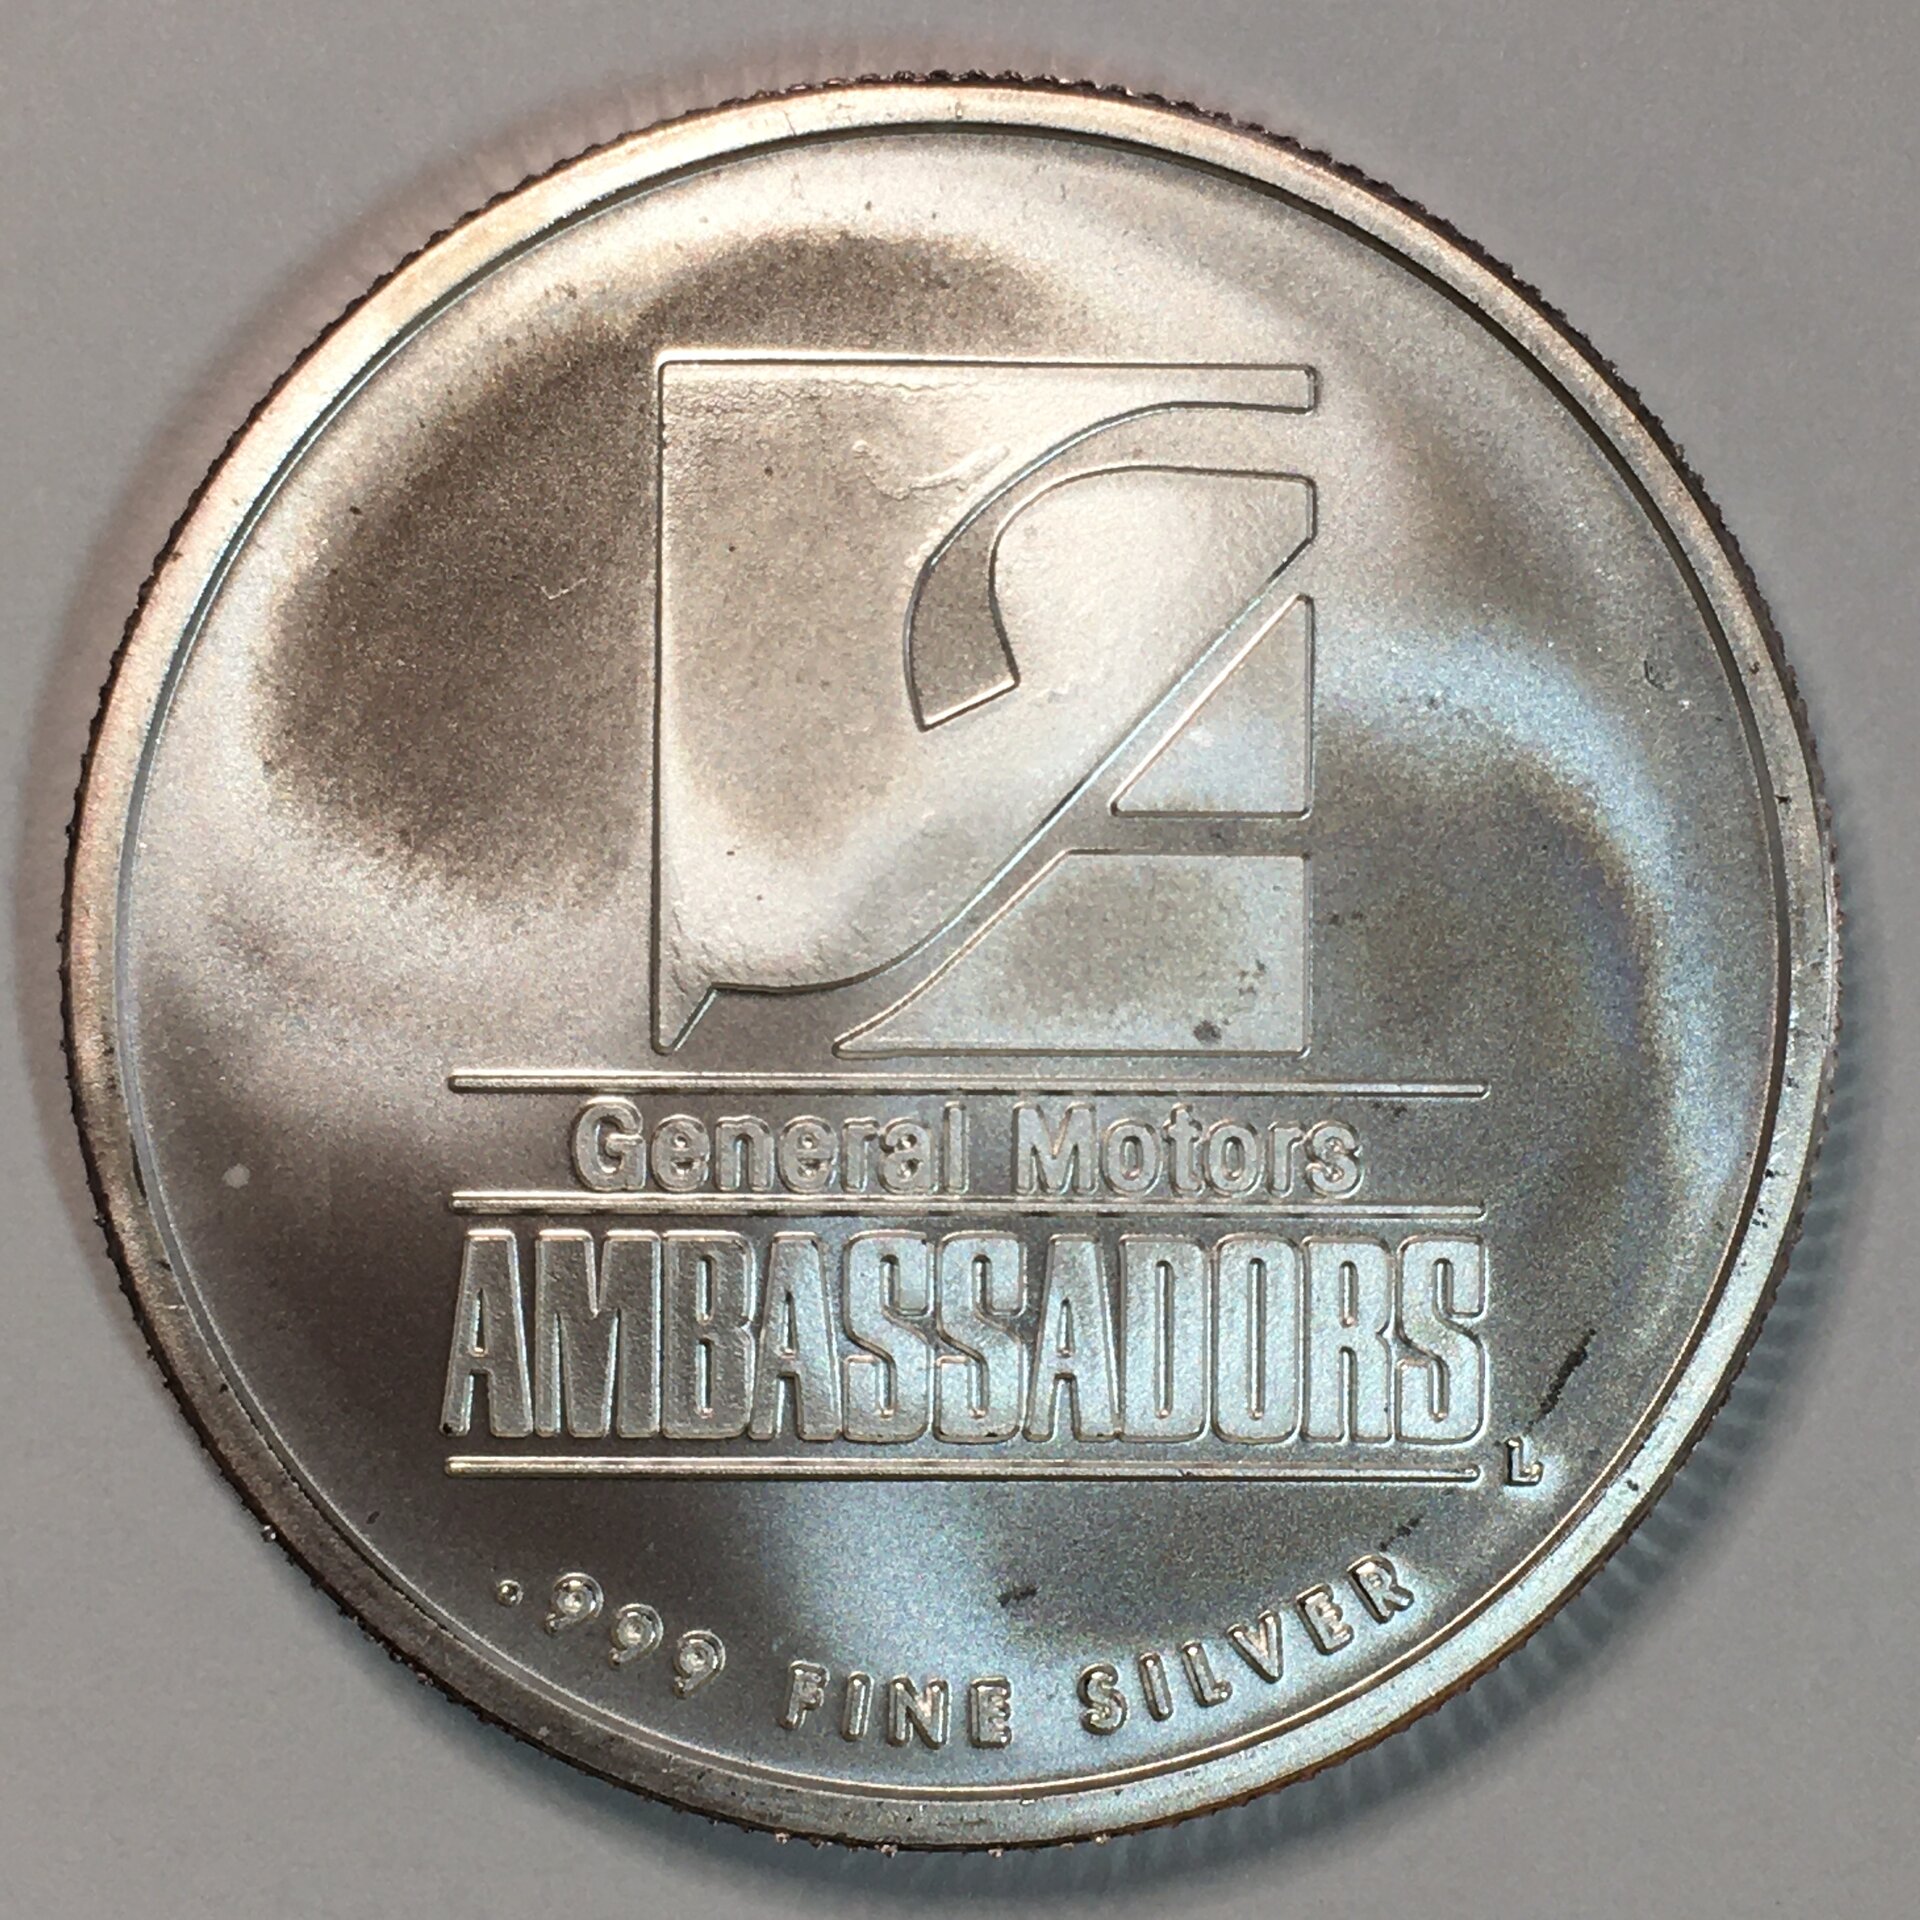 General Motors
AMBASSADORS
L
.999 FINE SILVER